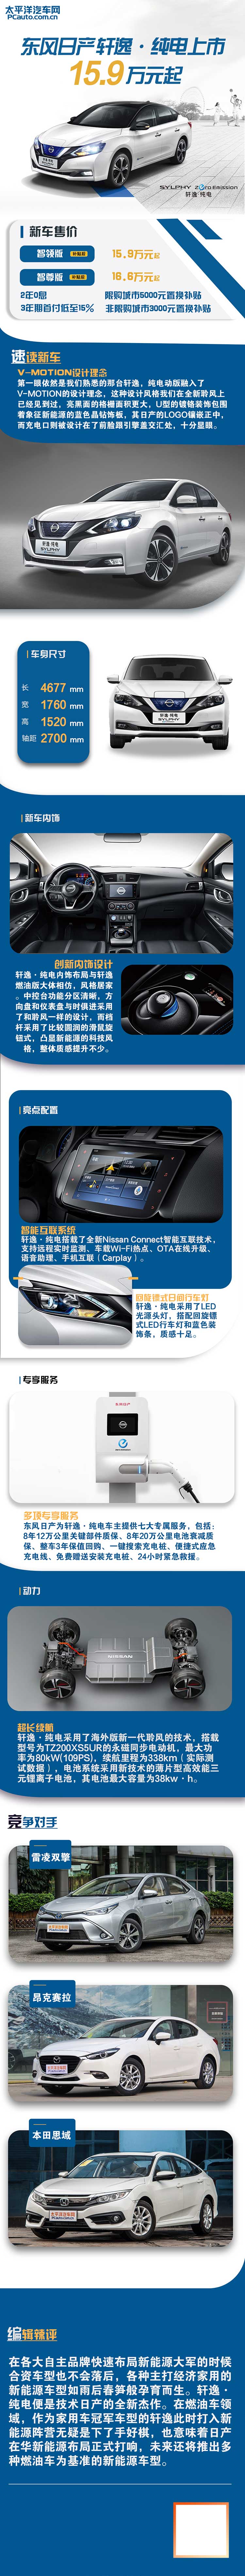 太平洋汽车网
PCauto.com.cn
东风日产轩逸·纯电上市
15.9万元起
SYLPHY Zero Emission
轩逸·纯电
新车售价
智领版 补贴后 15.9万元起
智尊版 补贴后 16.6万元起
2年0息 限购城市5000元置换补贴
3年期首付低至15% 非限购城市3000元置换补贴
速读新车
V-MOTION设计理念
第一眼依然是我们熟悉的那台轩逸，纯电动版融入了
V-MOTION的设计理念，这种设计风格我们在全新聆风上
已经见到过，亮黑面的格栅面积更大，U型的镀铬装饰包围
着象征新能源的蓝色晶钻饰板，其日产的LOGO镶嵌正中，
而充电口则被设计在了前脸跟引擎盖交汇处，十分显眼。
轩逸·纯电
车身尺寸
长 4677 mm
宽 1760 mm
高 1520 mm
轴距 2700 mm
轩逸·纯电
新车内饰
创新内饰设计
轩逸·纯电内饰布局与轩逸
燃油版大体相仿，风格居家
。中控台功能分区清晰，方
向盘和仪表盘与时俱进采用
了和聆风一样的设计，而档
杆采用了比较圆润的滑鼠旋
钮式，凸显新能源的科技风
格，整体质感提升不少。
亮点配置
智能互联系统
轩逸·纯电搭载了全新Nissan Connect智能互联技术，
支持远程实时监测、车载Wi-Fi热点、OTA在线升级、
语音助理、手机互联（Carplay）。
回旋镖式日间行车灯
轩逸·纯电采用了LED
光源头灯，搭配回旋镖
式LED行车灯和蓝色装
饰条，质感十足。
专享服务
东风日产
多项专享服务
东风日产为轩逸·纯电车主提供七大专属服务，包括：
8年12万公里关键部件质保、8年20万公里电池衰减质
保、整车3年保值回购、一键搜索充电桩、便捷式应急
充电线、免费赠送安装充电桩、24小时紧急救援。
动力
NISSAN
超长续航
轩逸·纯电采用了海外版新一代聆风的技术，搭载
型号为TZ200XS5UR的永磁同步电动机，最大功
率为80kW(109PS)，续航里程为338km（实际测
试数据），电池系统采用新技术的薄片型高效能三
元锂离子电池，其电池最大容量为38kw·h。
竞争对手
雷凌双擎
太平洋汽车网
昂克赛拉
太平洋汽车网
本田思域
太平洋汽车网
编辑辣评
在各大自主品牌快速布局新能源大军的时候
合资车型也不会落后，各种主打经济家用的
新能源车型如雨后春笋般孕育而生。轩逸·
纯电便是技术日产的全新杰作。在燃油车领
域，作为家用车冠军车型的轩逸此时打入新
能源阵营无疑是下了手好棋，也意味着日产
在华新能源布局正式打响，未来还将推出多
种燃油车为基准的新能源车型。